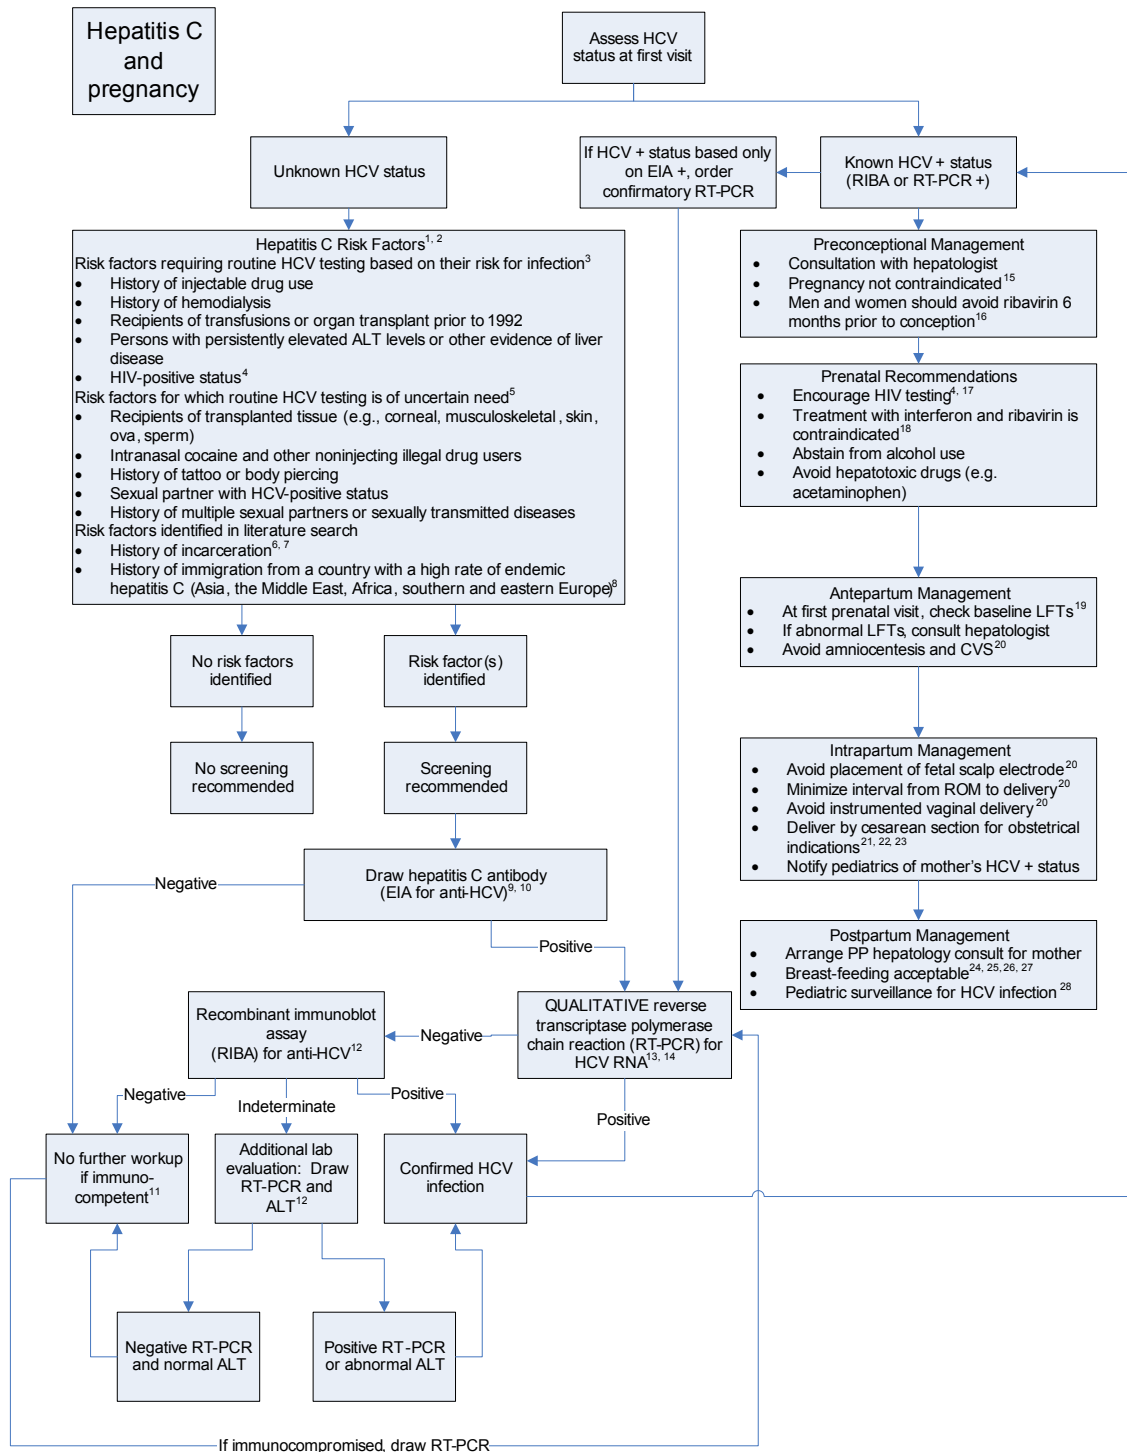 Hepatitis C
and
pregnancy
Assess HCV
status at first visit
Unknown HCV status
If HCV + status based only
on EIA +, order
confirmatory RT-PCR
Known HCV + status
(RIBA or RT-PCR +)
Hepatitis C Risk Factors1, 2
Risk factors requiring routine HCV testing based on their risk for infection3
• History of injectable drug use
• History of hemodialysis
• Recipients of transfusions or organ transplant prior to 1992
• Persons with persistently elevated ALT levels or other evidence of liver
disease
• HIV-positive status4
Risk factors for which routine HCV testing is of uncertain need5
• Recipients of transplanted tissue (e.g., corneal, musculoskeletal, skin,
ova, sperm)
• Intranasal cocaine and other noninjecting illegal drug users
• History of tattoo or body piercing
• Sexual partner with HCV-positive status
• History of multiple sexual partners or sexually transmitted diseases
Risk factors identified in literature search
• History of incarceration6, 7
• History of immigration from a country with a high rate of endemic
hepatitis C (Asia, the Middle East, Africa, southern and eastern Europe)8
Preconceptional Management
• Consultation with hepatologist
• Pregnancy not contraindicated15
• Men and women should avoid ribavirin 6
months prior to conception16
Prenatal Recommendations
• Encourage HIV testing4, 17
• Treatment with interferon and ribavirin is
contraindicated18
• Abstain from alcohol use
• Avoid hepatotoxic drugs (e.g.
acetaminophen)
Antepartum Management
• At first prenatal visit, check baseline LFTs19
• If abnormal LFTs, consult hepatologist
• Avoid amniocentesis and CVS20
No risk factors
identified
Risk factor(s)
identified
No screening
recommended
Screening
recommended
Intrapartum Management
• Avoid placement of fetal scalp electrode20
• Minimize interval from ROM to delivery20
• Avoid instrumented vaginal delivery20
• Deliver by cesarean section for obstetrical
indications21, 22, 23
• Notify pediatrics of mother's HCV + status
Negative
Draw hepatitis C antibody
(EIA for anti-HCV)9, 10
Positive
Postpartum Management
• Arrange PP hepatology consult for mother
• Breast-feeding acceptable24, 25, 26, 27
• Pediatric surveillance for HCV infection28
Recombinant immunoblot
assay
(RIBA) for anti-HCV12
Negative
QUALITATIVE reverse
transcriptase polymerase
chain reaction (RT-PCR) for
HCV RNA13, 14
Negative
Indeterminate
Positive
Positive
No further workup
if immuno-
competent11
Additional lab
evaluation: Draw
RT-PCR and
ALT12
Confirmed HCV
infection
Negative RT-PCR
and normal ALT
Positive RT-PCR
or abnormal ALT
If immunocompromised, draw RT-PCR